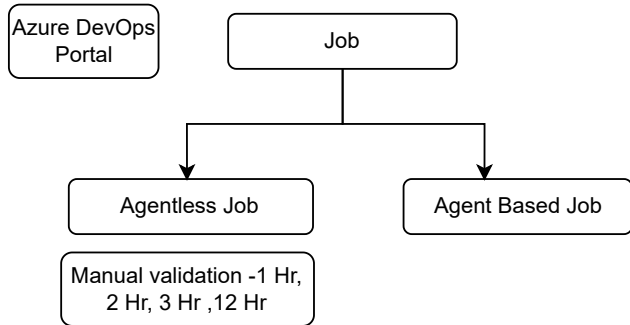 Azure DevOps
Portal
Job
Agentless Job
Agent Based Job
Manual validation -1 Hr,
2 Hr, 3 Hr ,12 Hr